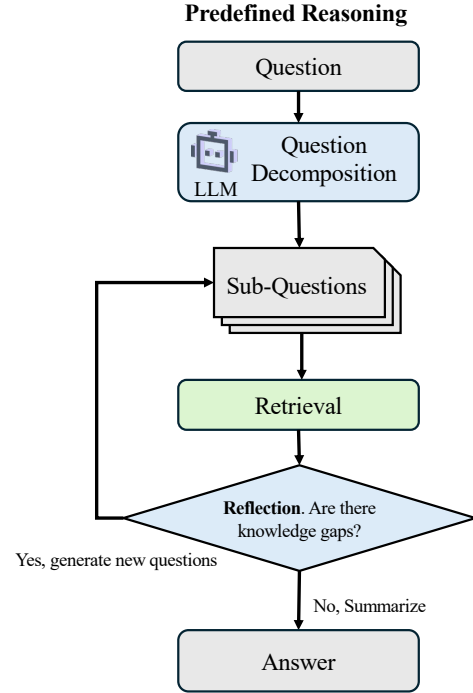 Predefined Reasoning
Question
Question
Decomposition
LLM
Sub-Questions
Retrieval
Reflection. Are there
knowledge gaps?
Yes, generate new questions
No, Summarize
Answer